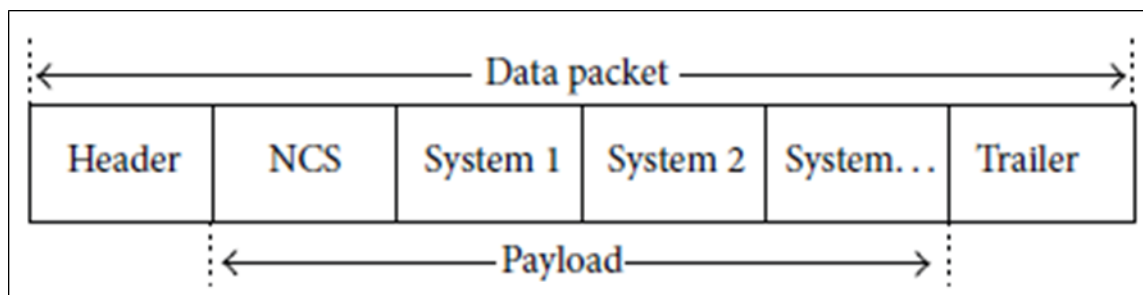 Data packet
Header NCS System 1 System 2 System... Trailer
Payload